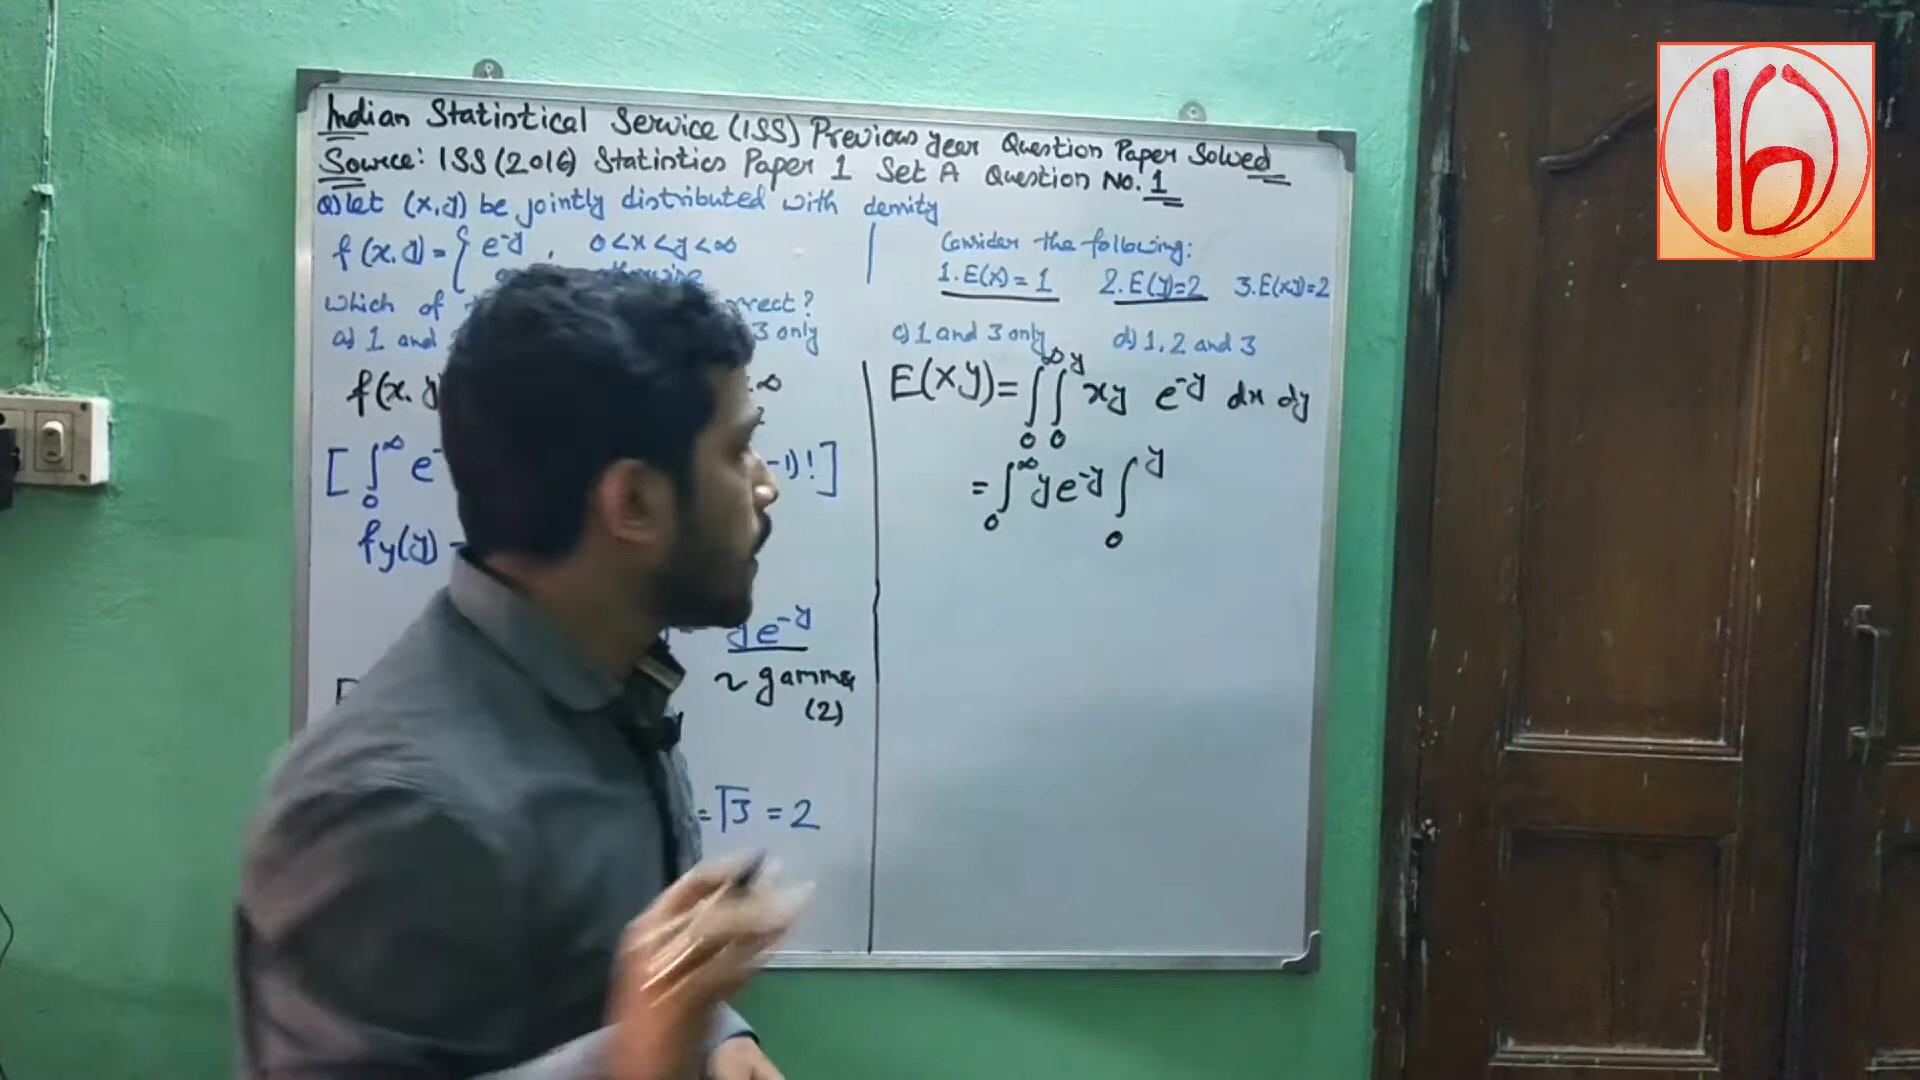 Indian Statistical Service (ISS) Previous year Question Paper Solved
Source: ISS (2016) Statistics Paper 1 Set A Question No. 1
Q) let (x,y) be jointly distributed with density
f(x,y) = { e^-y , 0<x<y<∞
which of
rrect?
a) 1 and
3 only
Consider the following:
1. E(x) = 1 2. E(y)=2 3. E(xy)=2
c) 1 and 3 only d) 1, 2 and 3
f(x,y
∞
[∫0^∞ e^-
-1)!]
fy(y) -
ye^-y
~ gamma
(2)
= Γ3 = 2
E(xy) = ∫0^∞ ∫0^y xy e^-y dx dy
= ∫0^∞ y e^-y ∫0^y